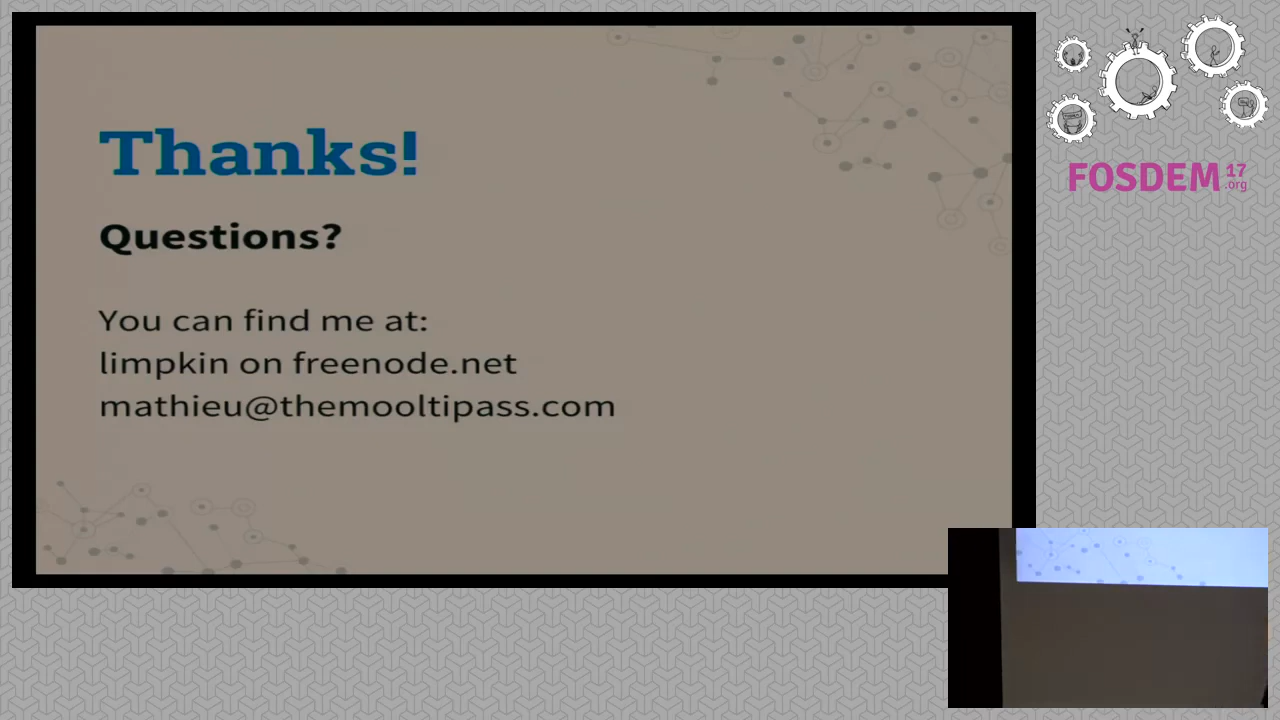 Thanks!
Questions?
You can find me at:
limpkin on freenode.net
mathieu@themooltipass.com
FOSDEM 17
.org